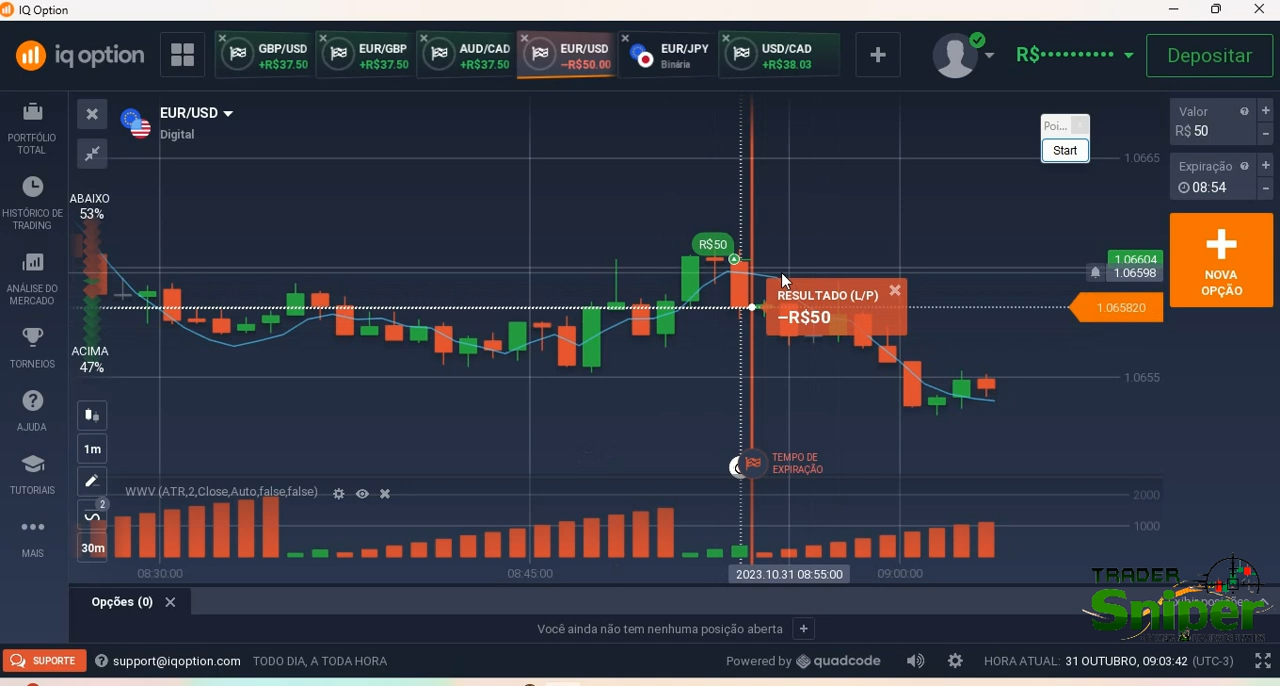 IQ Option
iq option
GBP/USD
+R$37.50
EUR/GBP
+R$37.50
AUD/CAD
+R$37.50
EUR/USD
−R$50.00
EUR/JPY
Binária
USD/CAD
+R$38.03
R$••••••••••
Depositar
PORTFÓLIO
TOTAL
HISTÓRICO DE
TRADING
ANÁLISE DO
MERCADO
TORNEIOS
AJUDA
TUTORIAIS
MAIS
EUR/USD
Digital
ABAIXO
53%
ACIMA
47%
1m
2
30m
R$50
RESULTADO (L/P)
−R$50
TEMPO DE
EXPIRAÇÃO
Poi...
Start
1.0665
1.06604
1.06598
1.065820
1.0655
2000
1000
Valor
R$ 50
Expiração
08:54
NOVA
OPÇÃO
WWV (ATR,2,Close,Auto,false,false)
08:30:00
08:45:00
2023.10.31 08:55:00
09:00:00
Opções (0)
Você ainda não tem nenhuma posição aberta
TRADER
Sniper
SUPORTE
support@iqoption.com
TODO DIA, A TODA HORA
Powered by quadcode
HORA ATUAL: 31 OUTUBRO, 09:03:42 (UTC-3)